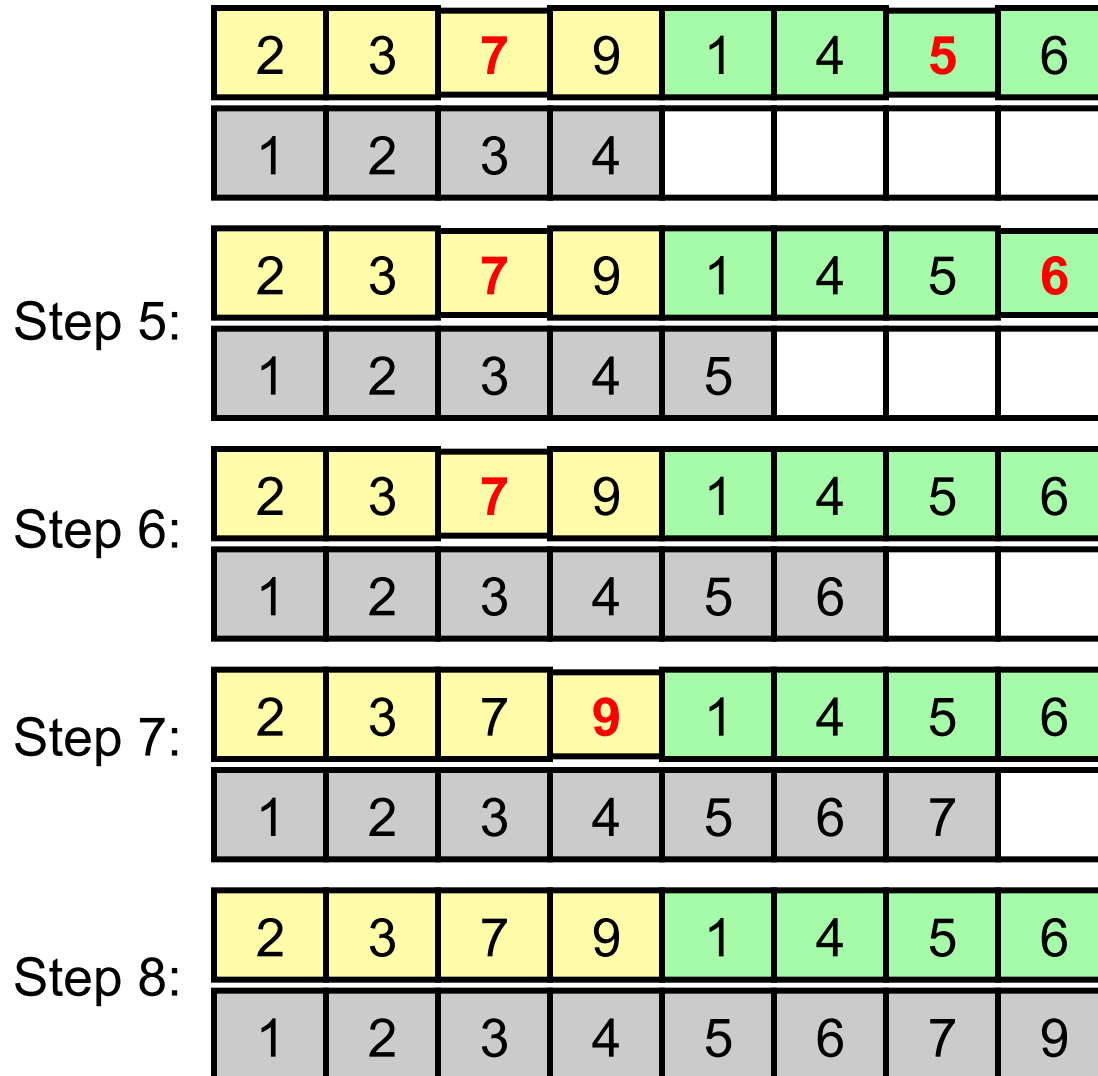 2 3 7 9 1 4 5 6
1 2 3 4
Step 5:
2 3 7 9 1 4 5 6
1 2 3 4 5
Step 6:
2 3 7 9 1 4 5 6
1 2 3 4 5 6
Step 7:
2 3 7 9 1 4 5 6
1 2 3 4 5 6 7
Step 8:
2 3 7 9 1 4 5 6
1 2 3 4 5 6 7 9